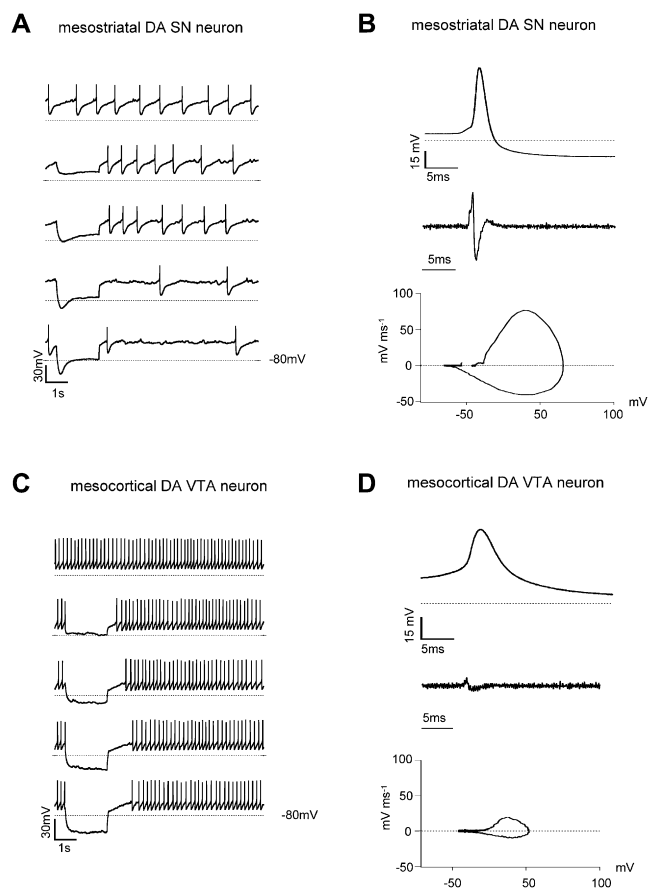 A
mesostriatal DA SN neuron
-80mV
30mV
1s
B
mesostriatal DA SN neuron
15 mV
5ms
5ms
mV ms-1
100
50
0
-50
-50
50
100
mV
C
mesocortical DA VTA neuron
-80mV
30mV
1s
D
mesocortical DA VTA neuron
15 mV
5ms
5ms
mV ms-1
100
50
0
-50
-50
50
100
mV